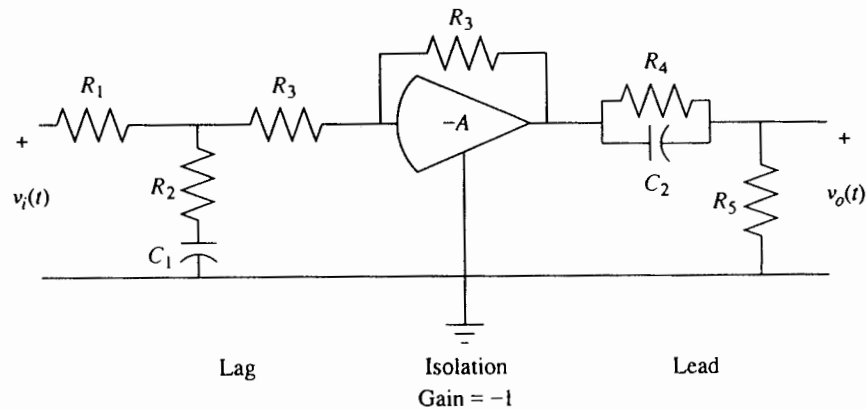 R3
R4
R1
R3
-A
+
+
R2
C2
vi(t)
R5
vo(t)
C1
Lag
Isolation
Lead
Gain = -1